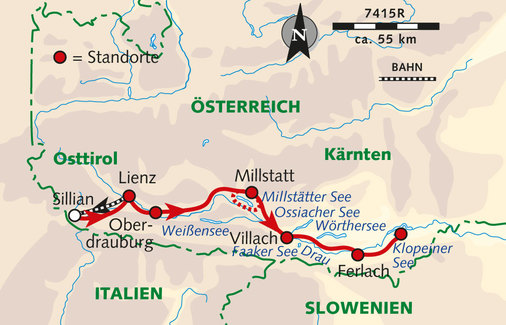 7415R
ca. 55 km
N
= Standorte
BAHN
ÖSTERREICH
Osttirol
Kärnten
Lienz
Millstatt
Sillian
Millstätter See
Ober-
drauburg
Ossiacher See
Weißensee
Wörthersee
Villach
Faaker See
Drau
Klopeiner
See
Ferlach
ITALIEN
SLOWENIEN